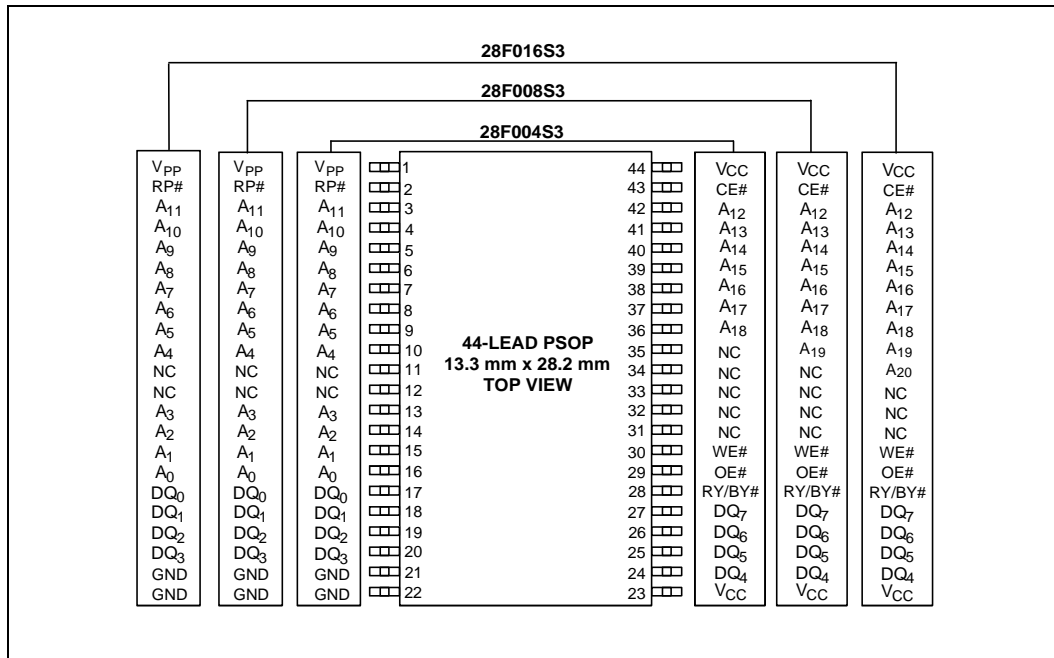 28F016S3
28F008S3
28F004S3
VPP VPP VPP 1 44 VCC VCC VCC
RP# RP# RP# 2 43 CE# CE# CE#
A11 A11 A11 3 42 A12 A12 A12
A10 A10 A10 4 41 A13 A13 A13
A9 A9 A9 5 40 A14 A14 A14
A8 A8 A8 6 39 A15 A15 A15
A7 A7 A7 7 38 A16 A16 A16
A6 A6 A6 8 37 A17 A17 A17
A5 A5 A5 9 36 A18 A18 A18
A4 A4 A4 10 44-LEAD PSOP 35 NC A19 A19
NC NC NC 11 13.3 mm x 28.2 mm 34 NC NC A20
NC NC NC 12 TOP VIEW 33 NC NC NC
A3 A3 A3 13 32 NC NC NC
A2 A2 A2 14 31 NC NC NC
A1 A1 A1 15 30 WE# WE# WE#
A0 A0 A0 16 29 OE# OE# OE#
DQ0 DQ0 DQ0 17 28 RY/BY# RY/BY# RY/BY#
DQ1 DQ1 DQ1 18 27 DQ7 DQ7 DQ7
DQ2 DQ2 DQ2 19 26 DQ6 DQ6 DQ6
DQ3 DQ3 DQ3 20 25 DQ5 DQ5 DQ5
GND GND GND 21 24 DQ4 DQ4 DQ4
GND GND GND 22 23 VCC VCC VCC